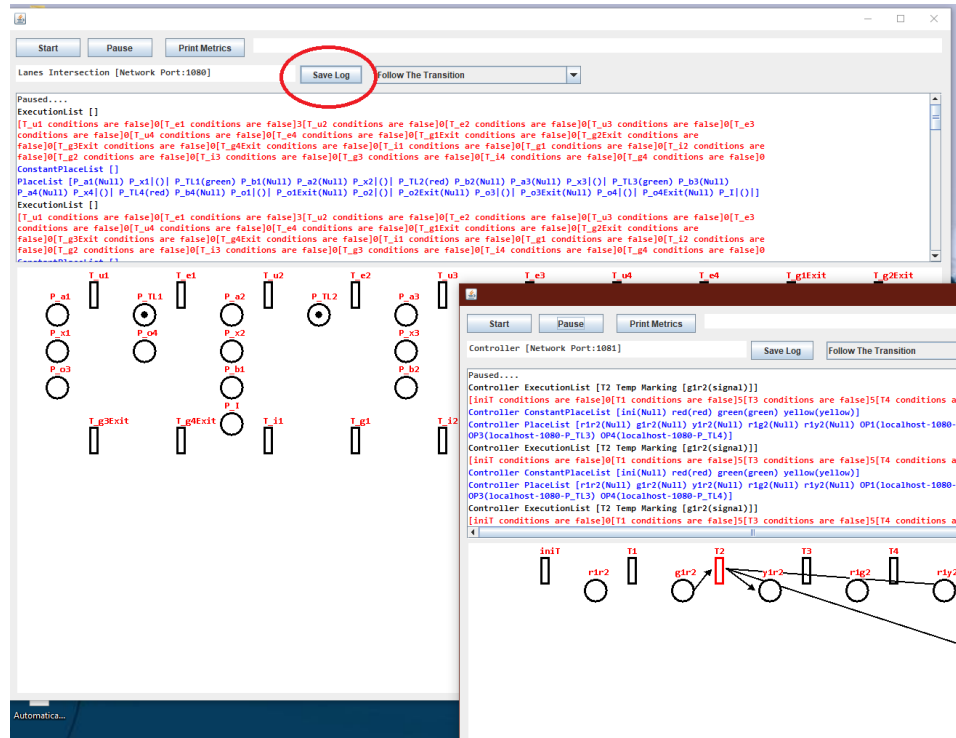 Start Pause Print Metrics
Lanes Intersection [Network Port:1080] Save Log Follow The Transition
Paused....
ExecutionList []
[T_u1 conditions are false]0[T_e1 conditions are false]3[T_u2 conditions are false]0[T_e2 conditions are false]0[T_u3 conditions are false]0[T_e3
conditions are false]0[T_u4 conditions are false]0[T_e4 conditions are false]0[T_g1Exit conditions are false]0[T_g2Exit conditions are
false]0[T_g3Exit conditions are false]0[T_g4Exit conditions are false]0[T_i1 conditions are false]0[T_g1 conditions are false]0[T_i2 conditions are
false]0[T_g2 conditions are false]0[T_i3 conditions are false]0[T_g3 conditions are false]0[T_i4 conditions are false]0[T_g4 conditions are false]0
ConstantPlaceList []
PlaceList [P_a1(Null) P_x1|()| P_TL1(green) P_b1(Null) P_a2(Null) P_x2|()| P_TL2(red) P_b2(Null) P_a3(Null) P_x3|()| P_TL3(green) P_b3(Null)
P_a4(Null) P_x4|()| P_TL4(red) P_b4(Null) P_o1|()| P_o1Exit(Null) P_o2|()| P_o2Exit(Null) P_o3|()| P_o3Exit(Null) P_o4|()| P_o4Exit(Null) P_I|()|]
ExecutionList []
[T_u1 conditions are false]0[T_e1 conditions are false]3[T_u2 conditions are false]0[T_e2 conditions are false]0[T_u3 conditions are false]0[T_e3
conditions are false]0[T_u4 conditions are false]0[T_e4 conditions are false]0[T_g1Exit conditions are false]0[T_g2Exit conditions are
false]0[T_g3Exit conditions are false]0[T_g4Exit conditions are false]0[T_i1 conditions are false]0[T_g1 conditions are false]0[T_i2 conditions are
false]0[T_g2 conditions are false]0[T_i3 conditions are false]0[T_g3 conditions are false]0[T_i4 conditions are false]0[T_g4 conditions are false]0
ConstantPlaceList []
T_u1 T_e1 T_u2 T_e2 T_u3 T_e3 T_u4 T_e4 T_g1Exit T_g2Exit
P_a1 P_TL1 P_a2 P_TL2 P_a3
P_x1 P_o4 P_x2 P_x3
P_o3 P_b1 P_b2
P_I
T_g3Exit T_g4Exit T_i1 T_g1 T_i2
Start Pause Print Metrics
Controller [Network Port:1081] Save Log Follow The Transition
Paused....
Controller ExecutionList [T2 Temp Marking [g1r2(signal)]]
[iniT conditions are false]0[T1 conditions are false]5[T3 conditions are false]5[T4 conditions a
Controller ConstantPlaceList [ini(Null) red(red) green(green) yellow(yellow)]
Controller PlaceList [r1r2(Null) g1r2(Null) y1r2(Null) r1g2(Null) r1y2(Null) OP1(localhost-1080-
OP3(localhost-1080-P_TL3) OP4(localhost-1080-P_TL4)]
Controller ExecutionList [T2 Temp Marking [g1r2(signal)]]
[iniT conditions are false]0[T1 conditions are false]5[T3 conditions are false]5[T4 conditions a
Controller ConstantPlaceList [ini(Null) red(red) green(green) yellow(yellow)]
Controller PlaceList [r1r2(Null) g1r2(Null) y1r2(Null) r1g2(Null) r1y2(Null) OP1(localhost-1080-
OP3(localhost-1080-P_TL3) OP4(localhost-1080-P_TL4)]
Controller ExecutionList [T2 Temp Marking [g1r2(signal)]]
[iniT conditions are false]0[T1 conditions are false]5[T3 conditions are false]5[T4 conditions a
iniT T1 T2 T3 T4
r1r2 g1r2 y1r2 r1g2 r1y2
Automatica...